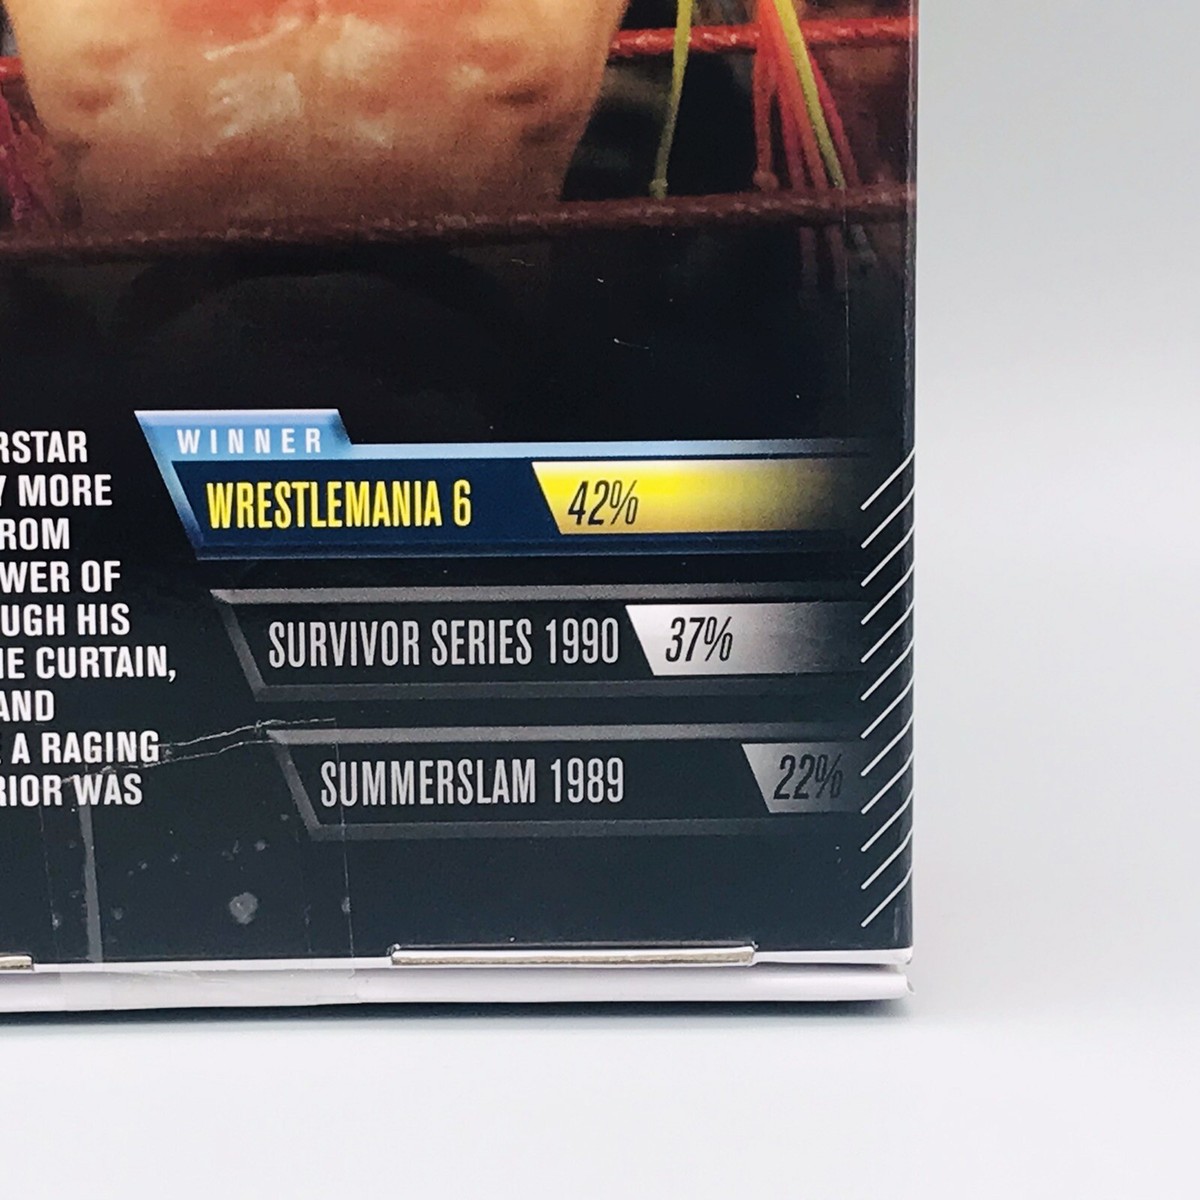 RSTAR
Y MORE
ROM
WER OF
UGH HIS
HE CURTAIN,
AND
E A RAGING
RIOR WAS
WINNER
WRESTLEMANIA 6 42%
SURVIVOR SERIES 1990 37%
SUMMERSLAM 1989 22%